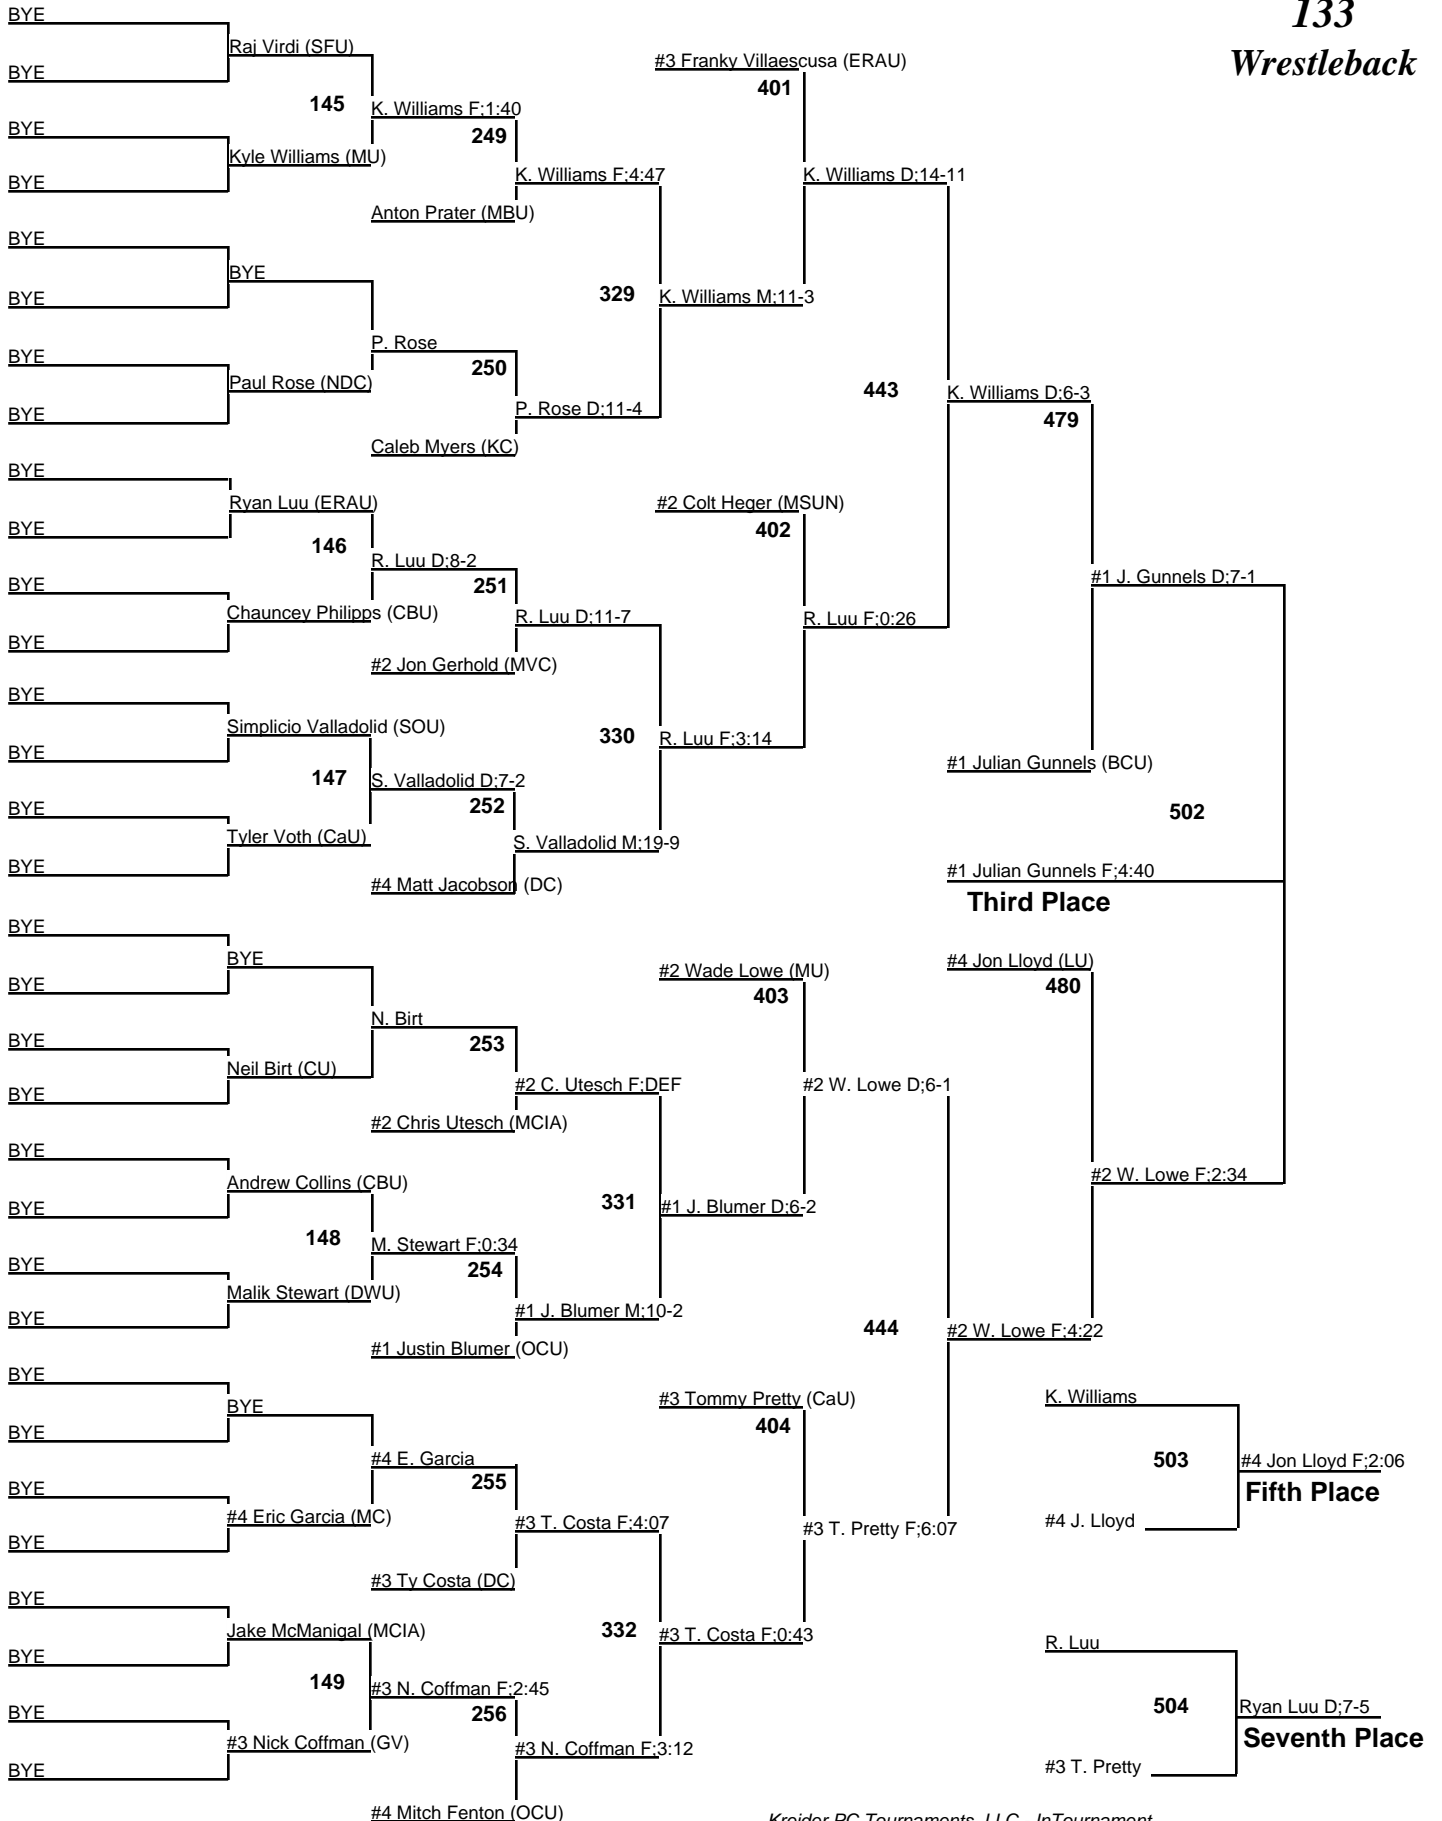 133
Wrestleback
BYE
Raj Virdi (SFU)
#3 Franky Villaescusa (ERAU)
BYE
401
145
K. Williams F;1:40
BYE
249
Kyle Williams (MU)
BYE
K. Williams F;4:47
K. Williams D;14-11
Anton Prater (MBU)
BYE
BYE
BYE
329
K. Williams M;11-3
P. Rose
BYE
250
Paul Rose (NDC)
443
K. Williams D;6-3
BYE
P. Rose D;11-4
479
Caleb Myers (KC)
BYE
Ryan Luu (ERAU)
#2 Colt Heger (MSUN)
BYE
402
146
R. Luu D;8-2
#1 J. Gunnels D;7-1
BYE
251
Chauncey Philipps (CBU)
R. Luu D;11-7
R. Luu F;0:26
BYE
#2 Jon Gerhold (MVC)
BYE
Simplicio Valladolid (SOU)
330
R. Luu F;3:14
BYE
#1 Julian Gunnels (BCU)
147
S. Valladolid D;7-2
BYE
252
502
Tyler Voth (CaU)
S. Valladolid M;19-9
BYE
#1 Julian Gunnels F;4:40
#4 Matt Jacobson (DC)
Third Place
BYE
BYE
#4 Jon Lloyd (LU)
#2 Wade Lowe (MU)
BYE
403
480
N. Birt
BYE
253
Neil Birt (CU)
#2 C. Utesch F;DEF
#2 W. Lowe D;6-1
BYE
#2 Chris Utesch (MCIA)
BYE
Andrew Collins (CBU)
#2 W. Lowe F;2:34
331
#1 J. Blumer D;6-2
BYE
148
M. Stewart F;0:34
BYE
254
Malik Stewart (DWU)
#1 J. Blumer M;10-2
BYE
444
#2 W. Lowe F;4:22
#1 Justin Blumer (OCU)
BYE
#3 Tommy Pretty (CaU)
K. Williams
BYE
404
BYE
#4 E. Garcia
503
#4 Jon Lloyd F;2:06
255
BYE
Fifth Place
#4 Eric Garcia (MC)
#3 T. Costa F;4:07
#3 T. Pretty F;6:07
#4 J. Lloyd
BYE
#3 Ty Costa (DC)
BYE
Jake McManigal (MCIA)
332
#3 T. Costa F;0:43
R. Luu
BYE
149
#3 N. Coffman F;2:45
BYE
256
504
Ryan Luu D;7-5
#3 Nick Coffman (GV)
#3 N. Coffman F;3:12
Seventh Place
BYE
#3 T. Pretty
#4 Mitch Fenton (OCU)
Kreider PC Tournaments, LLC - InTournament